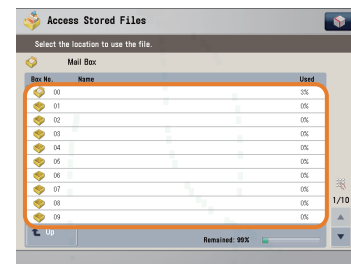 Access Stored Files
Select the location to use the file.
Mail Box
Box No. Name Used
00 3%
01 0%
02 0%
03 0%
04 0%
05 0%
06 0%
07 0%
08 0%
09 0%
1/10
Up
Remained: 99%